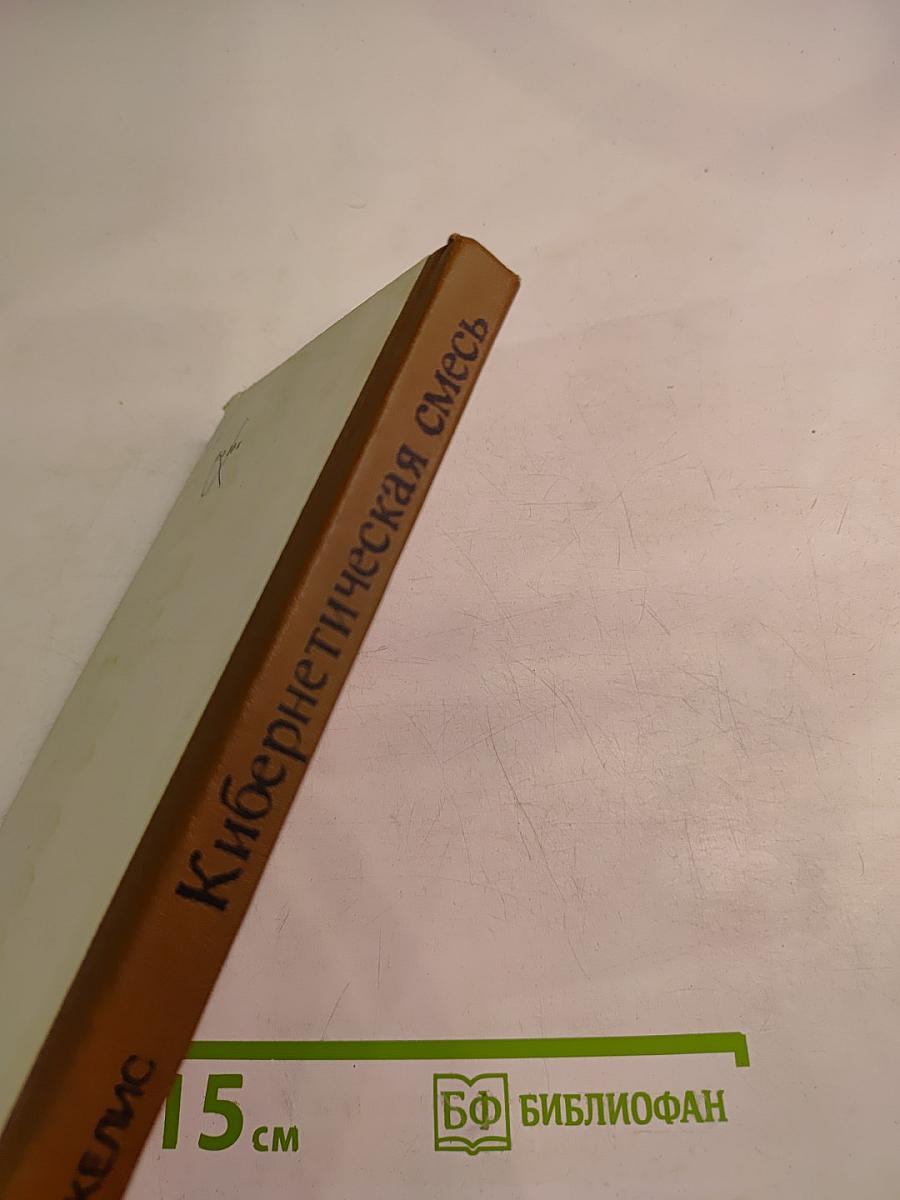 Кибернетическая смесь
15 см
БФ БИБЛИОФАН